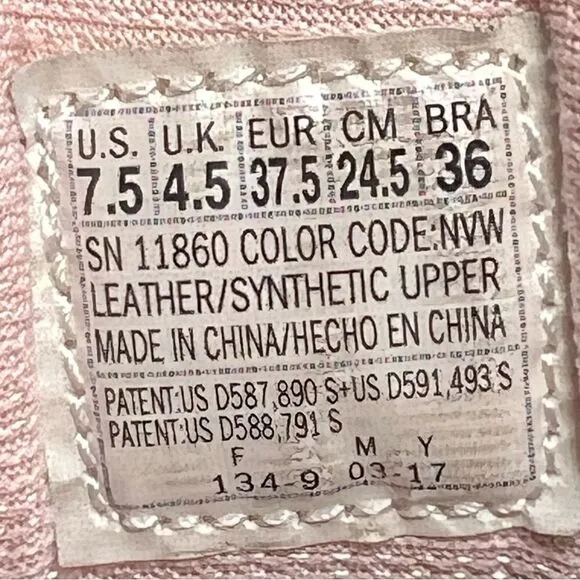 U.S. U.K. EUR CM BRA
7.5 4.5 37.5 24.5 36
SN 11860 COLOR CODE:NVW
LEATHER/SYNTHETIC UPPER
MADE IN CHINA/HECHO EN CHINA
PATENT:US D587,890 S+US D591,493 S
PATENT:US D588,791 S
F M Y
134-9 03-17